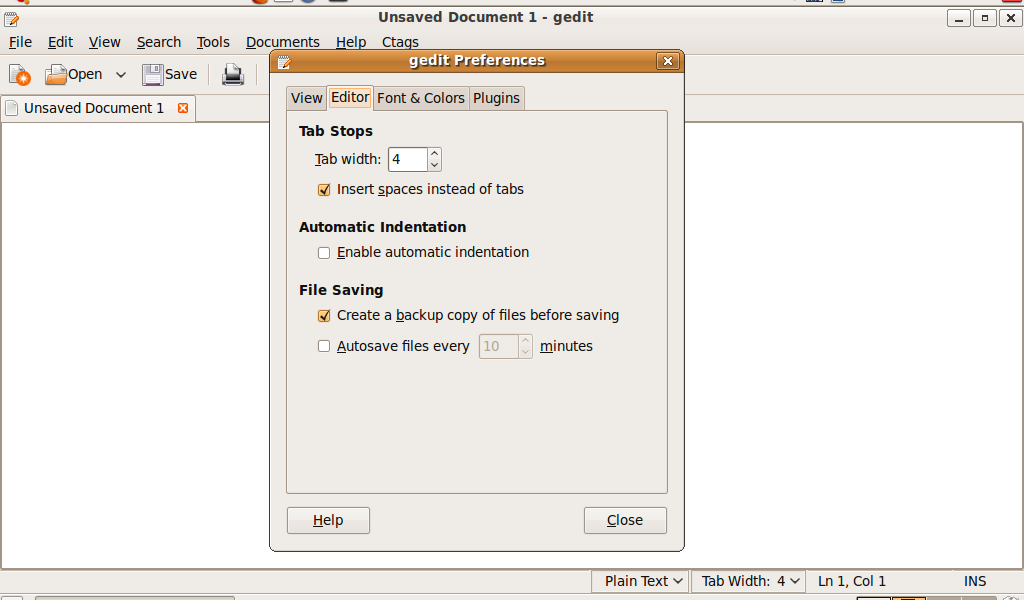 Unsaved Document 1 - gedit
File Edit View Search Tools Documents Help Ctags
Open Save
Unsaved Document 1
gedit Preferences
View Editor Font & Colors Plugins
Tab Stops
Tab width: 4
Insert spaces instead of tabs
Automatic Indentation
Enable automatic indentation
File Saving
Create a backup copy of files before saving
Autosave files every 10 minutes
Help Close
Plain Text Tab Width: 4 Ln 1, Col 1 INS